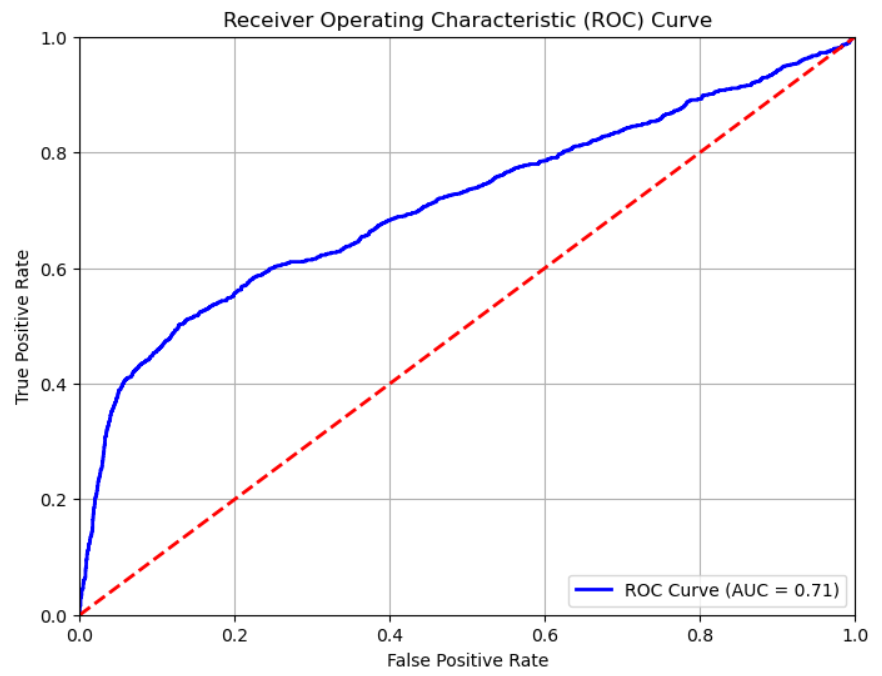 Receiver Operating Characteristic (ROC) Curve
1.0
0.8
0.6
0.4
0.2
0.0
True Positive Rate
ROC Curve (AUC = 0.71)
0.0 0.2 0.4 0.6 0.8 1.0
False Positive Rate